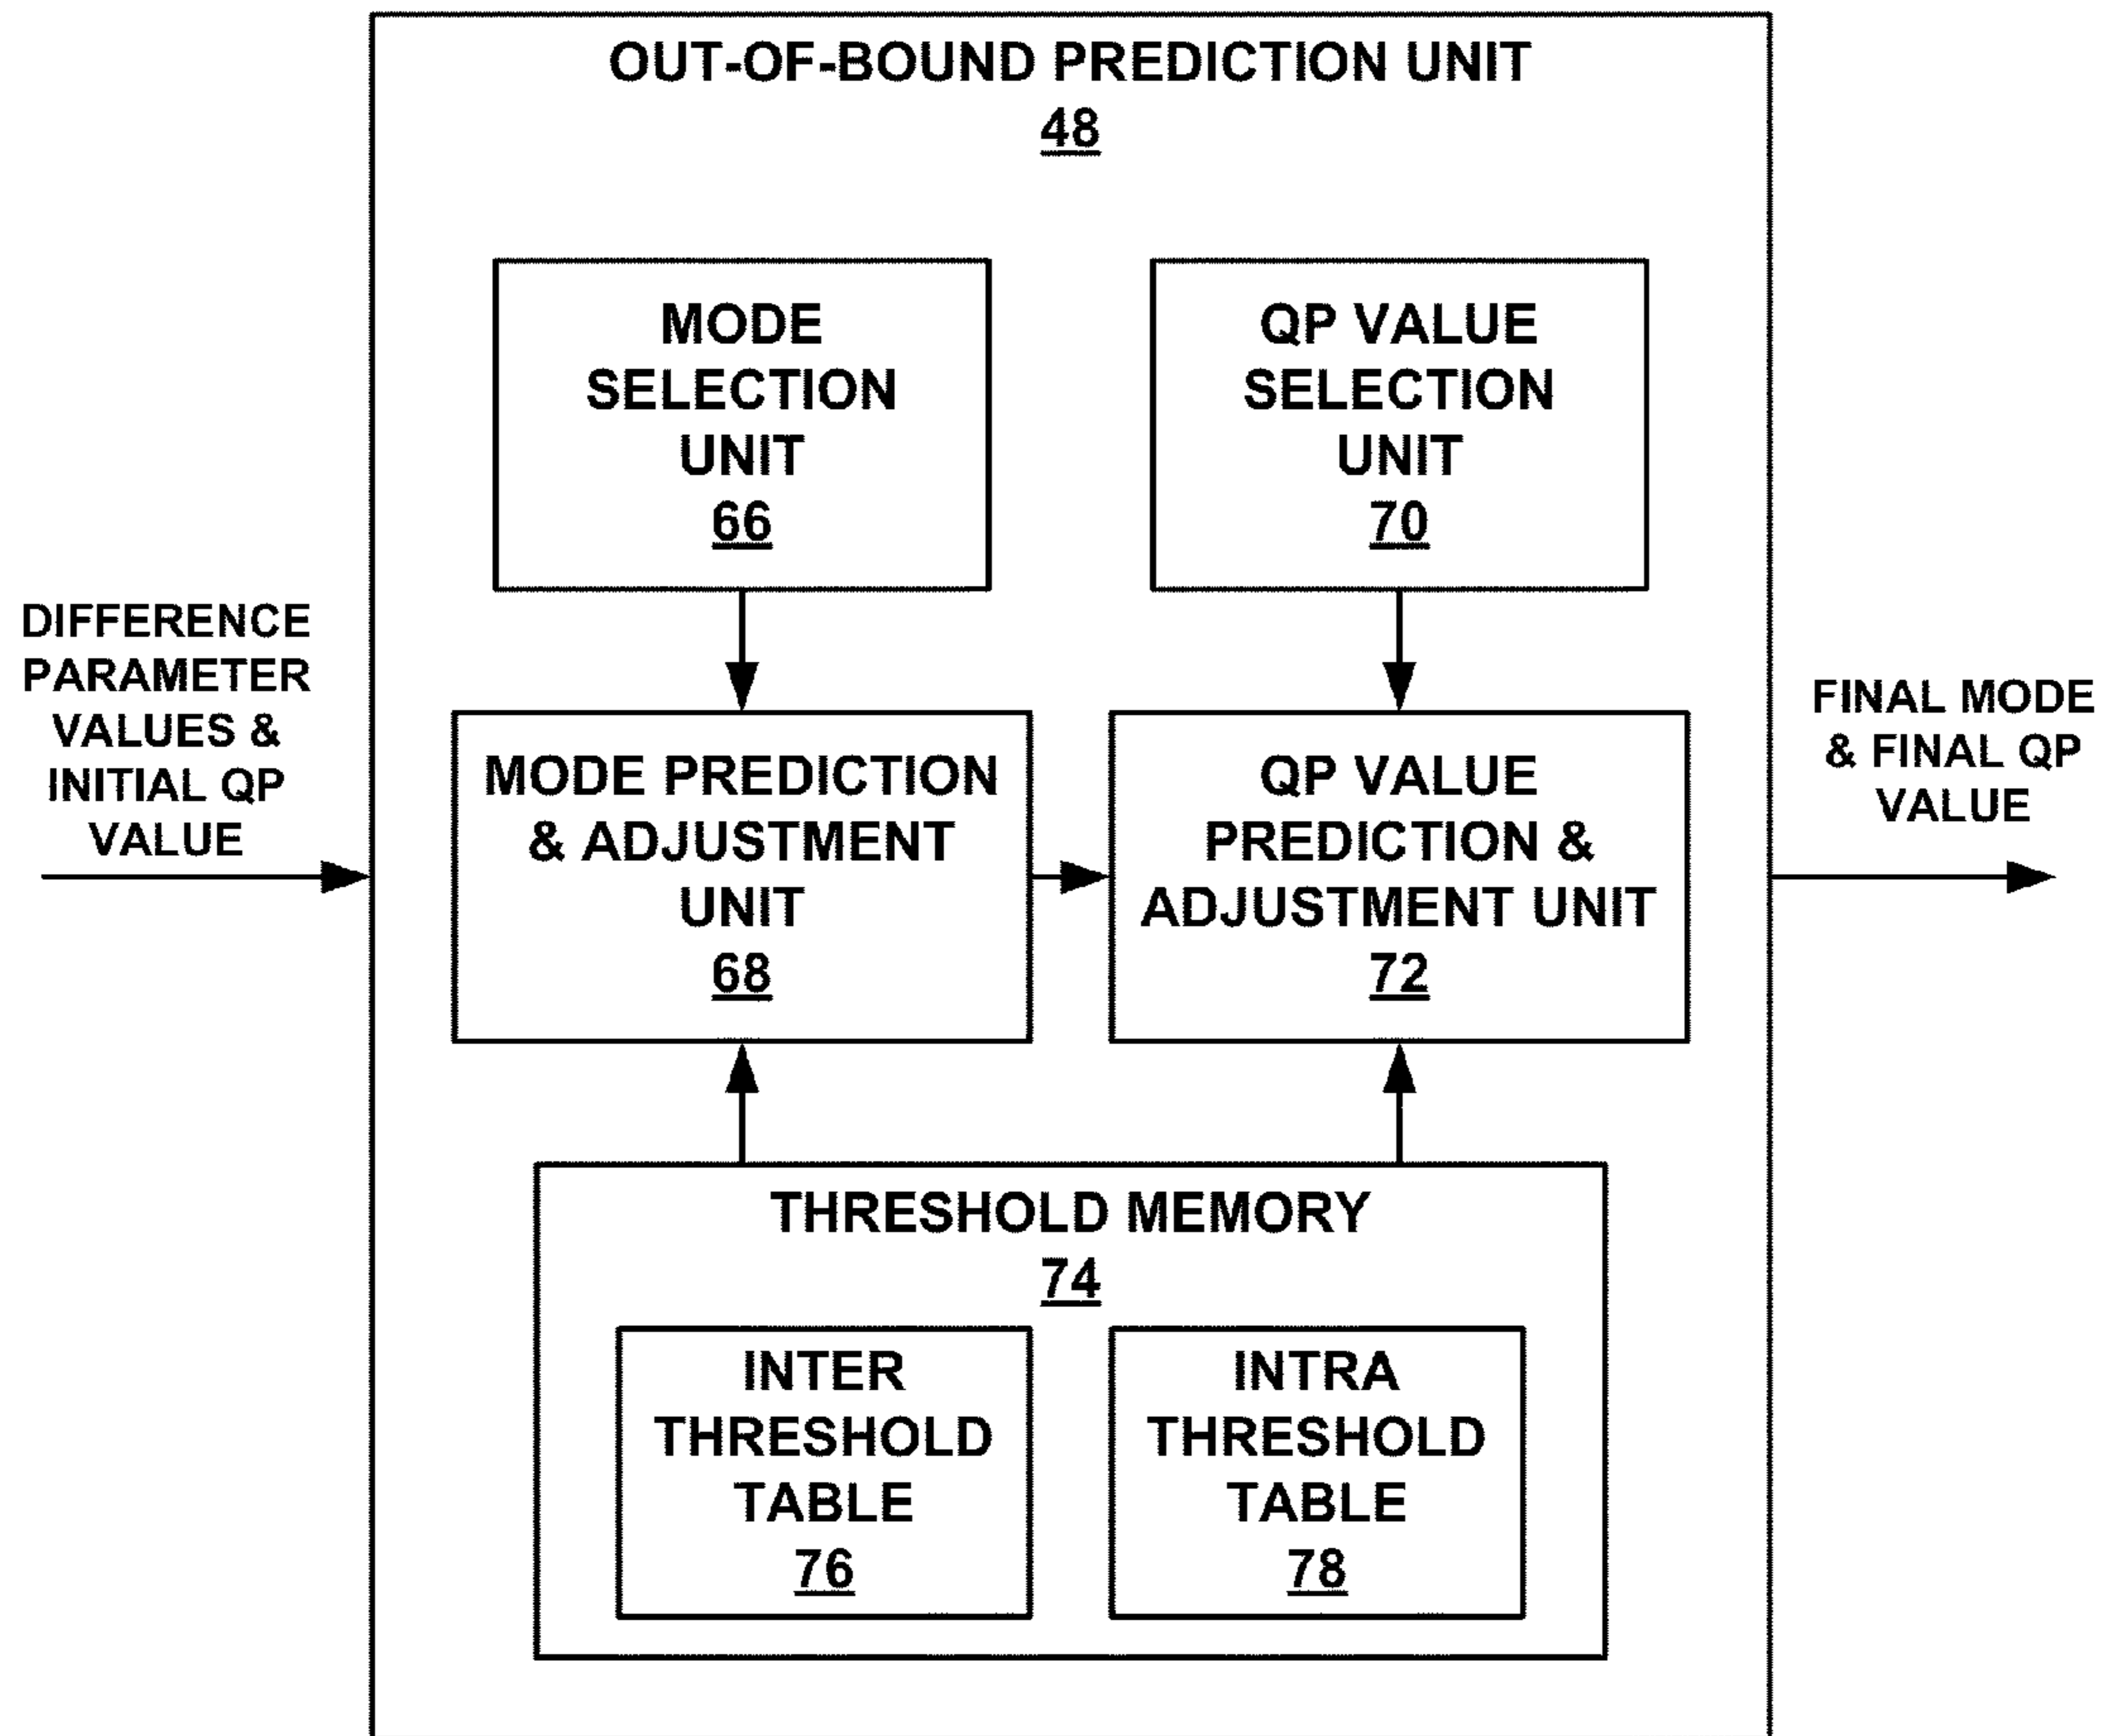 OUT-OF-BOUND PREDICTION UNIT
48
MODE
SELECTION
UNIT
66
QP VALUE
SELECTION
UNIT
70
DIFFERENCE
PARAMETER
VALUES &
INITIAL QP
VALUE
MODE PREDICTION
& ADJUSTMENT
UNIT
68
QP VALUE
PREDICTION &
ADJUSTMENT UNIT
72
FINAL MODE
& FINAL QP
VALUE
THRESHOLD MEMORY
74
INTER
THRESHOLD
TABLE
76
INTRA
THRESHOLD
TABLE
78